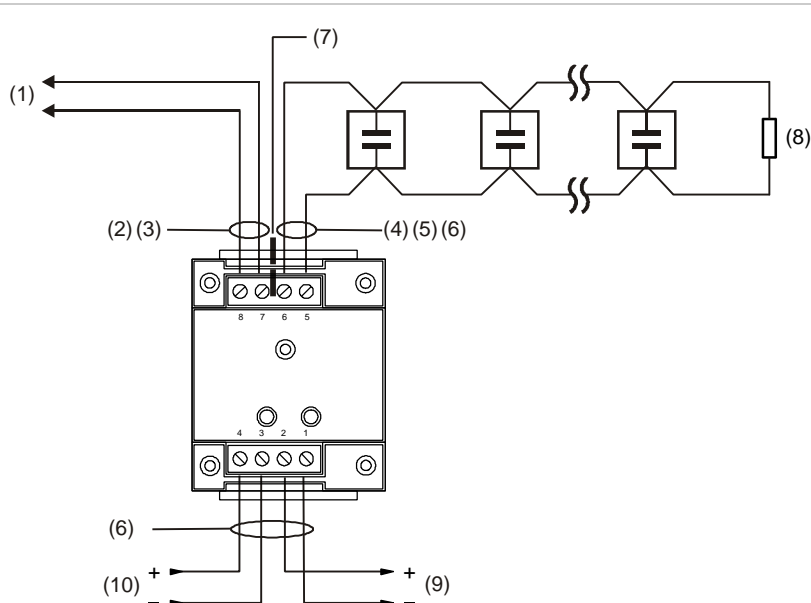 (7)
(1)
(8)
(2) (3)
(4) (5) (6)
8 7 6 5
4 3 2 1
(6)
+ +
(10) (9)
– –